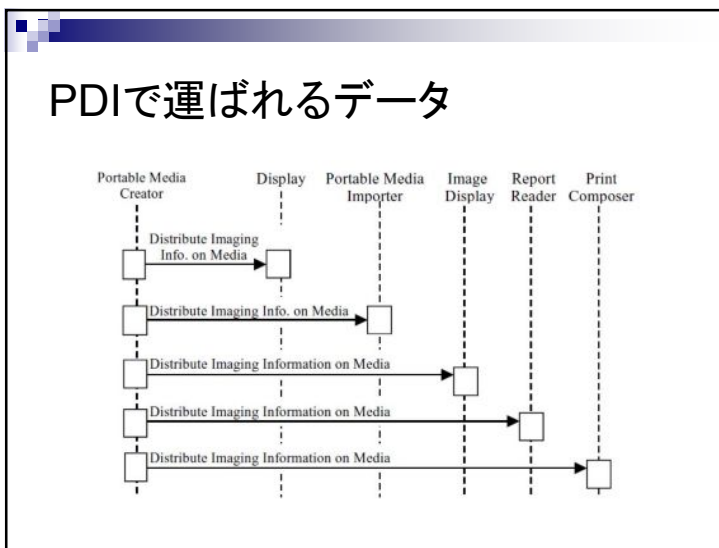 PDIで運ばれるデータ
Portable Media
Creator
Display
Portable Media
Importer
Image
Display
Report
Reader
Print
Composer
Distribute Imaging
Info. on Media
Distribute Imaging Info. on Media
Distribute Imaging Information on Media
Distribute Imaging Information on Media
Distribute Imaging Information on Media